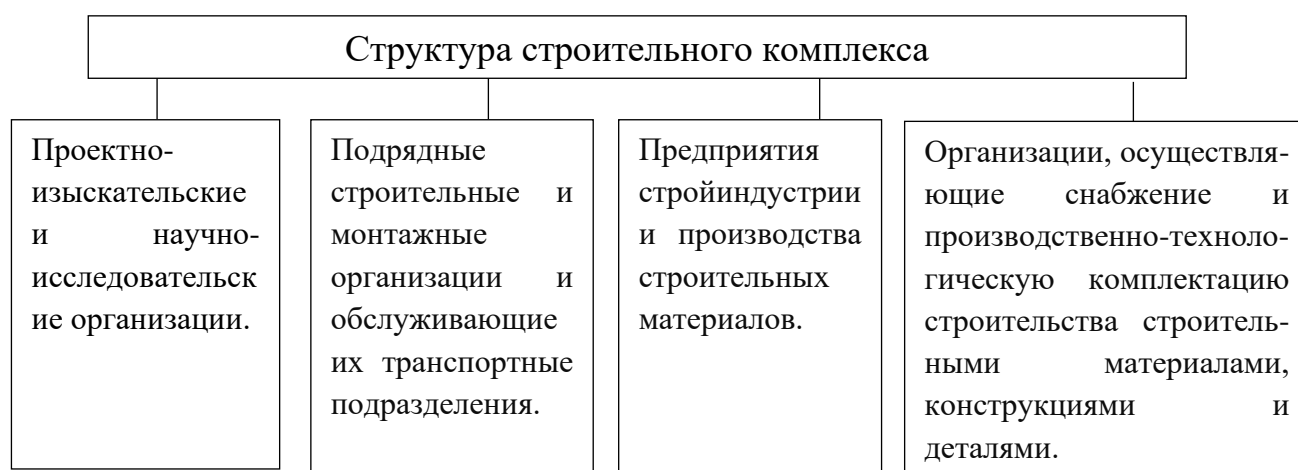 Структура строительного комплекса
Проектно-
изыскательские
и научно-
исследовательск
ие организации.
Подрядные
строительные и
монтажные
организации и
обслуживающие
их транспортные
подразделения.
Предприятия
стройиндустрии
и производства
строительных
материалов.
Организации, осуществля-
ющие снабжение и
производственно-техноло-
гическую комплектацию
строительства строитель-
ными материалами,
конструкциями и
деталями.